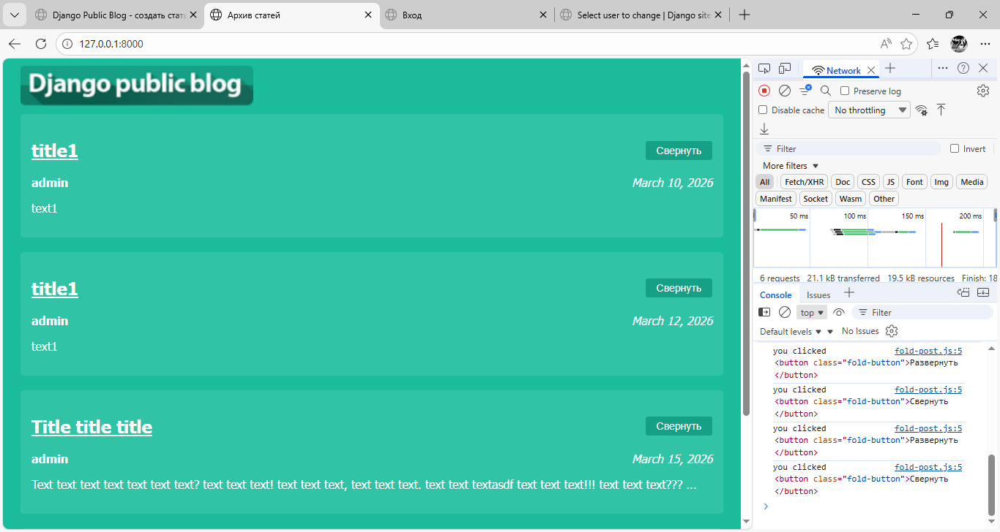 Django Public Blog - создать стать
Архив статей
Вход
Select user to change | Django site
127.0.0.1:8000
Django public blog
title1
Свернуть
admin
March 10, 2026
text1
title1
Свернуть
admin
March 12, 2026
text1
Title title title
Свернуть
admin
March 15, 2026
Text text text text text text text? text text text! text text text, text text text. text text textasdf text text text!!! text text text??? ...
Network
Preserve log
Disable cache
No throttling
Filter
Invert
More filters
All
Fetch/XHR
Doc
CSS
JS
Font
Img
Media
Manifest
Socket
Wasm
Other
50 ms
100 ms
150 ms
200 ms
6 requests
21.1 kB transferred
19.5 kB resources
Finish: 18
Console
Issues
top
Filter
Default levels
No Issues
you clicked fold-post.js:5
<button class="fold-button">Развернуть
</button>
you clicked fold-post.js:5
<button class="fold-button">Свернуть
</button>
you clicked fold-post.js:5
<button class="fold-button">Развернуть
</button>
you clicked fold-post.js:5
<button class="fold-button">Свернуть
</button>